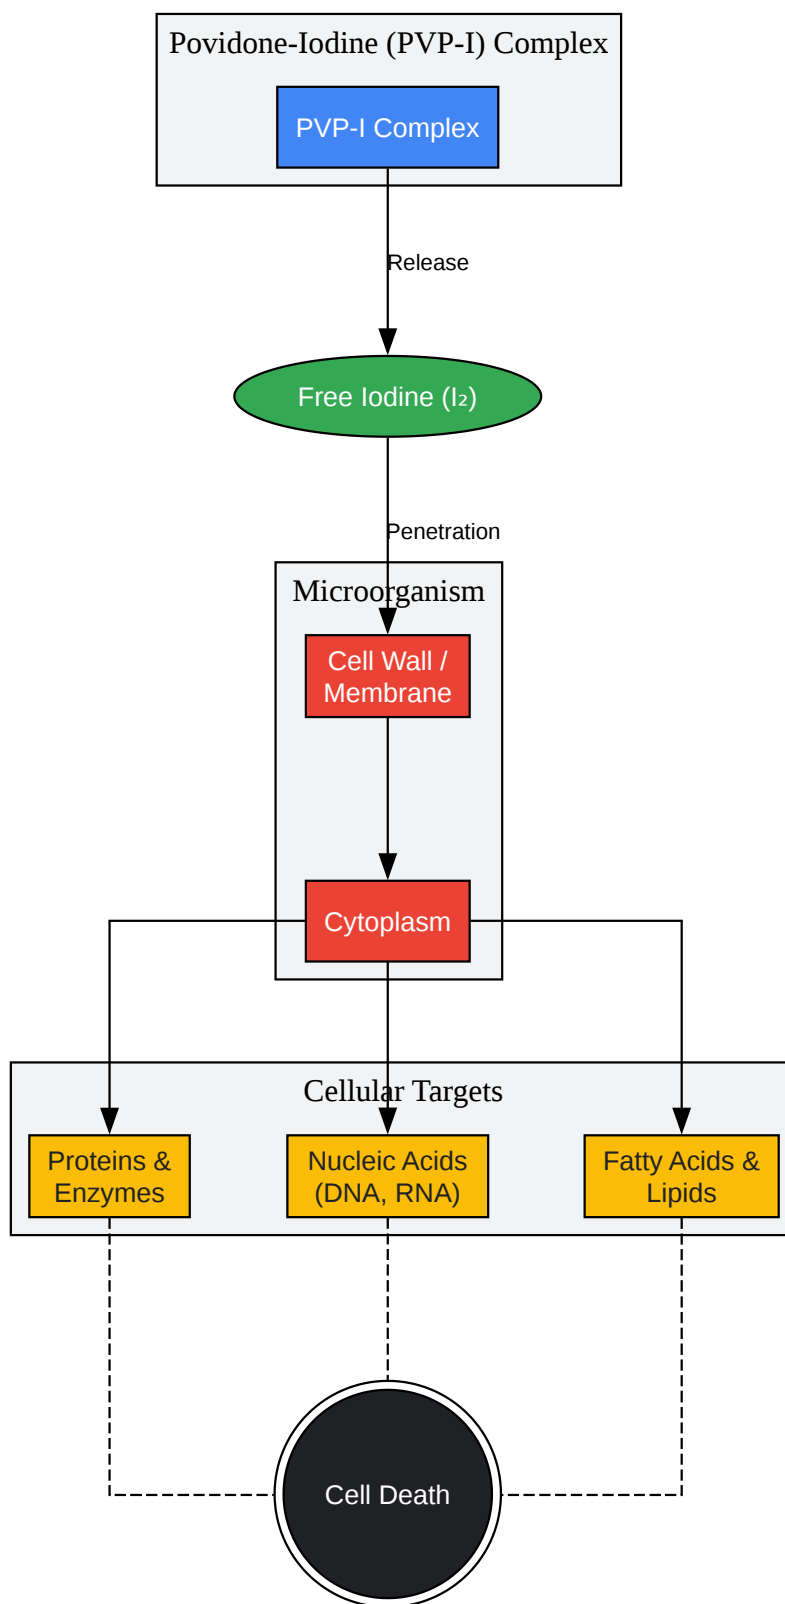 Povidone-Iodine (PVP-I) Complex
PVP-I Complex
Release
Free Iodine (I₂)
Penetration
Microorganism
Cell Wall /
Membrane
Cytoplasm
Cellular Targets
Proteins &
Enzymes
Nucleic Acids
(DNA, RNA)
Fatty Acids &
Lipids
Cell Death